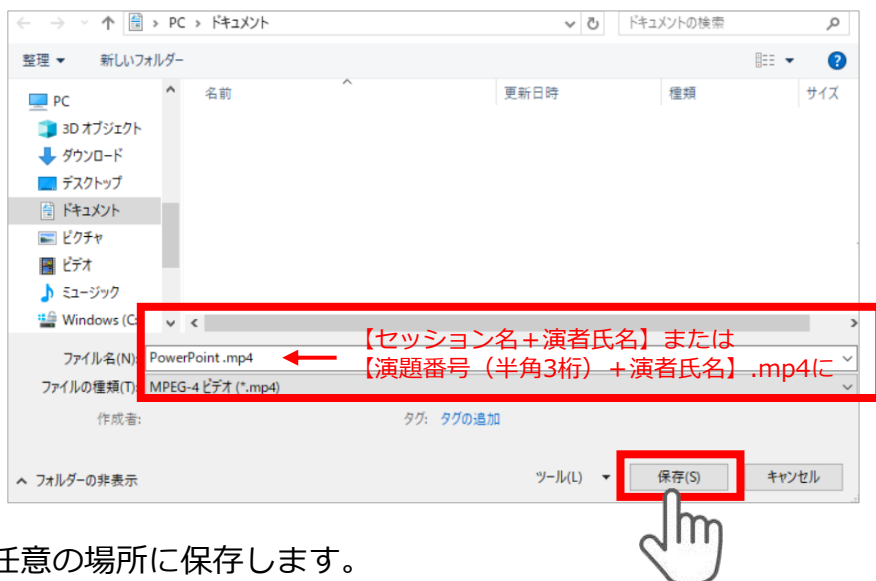 PC › ドキュメント
ドキュメントの検索
整理
新しいフォルダー
名前
更新日時
種類
サイズ
PC
3D オブジェクト
ダウンロード
デスクトップ
ドキュメント
ピクチャ
ビデオ
ミュージック
Windows (C:
【セッション名＋演者氏名】または
ファイル名(N): PowerPoint .mp4
【演題番号（半角3桁）＋演者氏名】.mp4に
ファイルの種類(T): MPEG-4 ビデオ (*.mp4)
作成者:
タグ: タグの追加
フォルダーの非表示
ツール(L)
保存(S)
キャンセル
任意の場所に保存します。